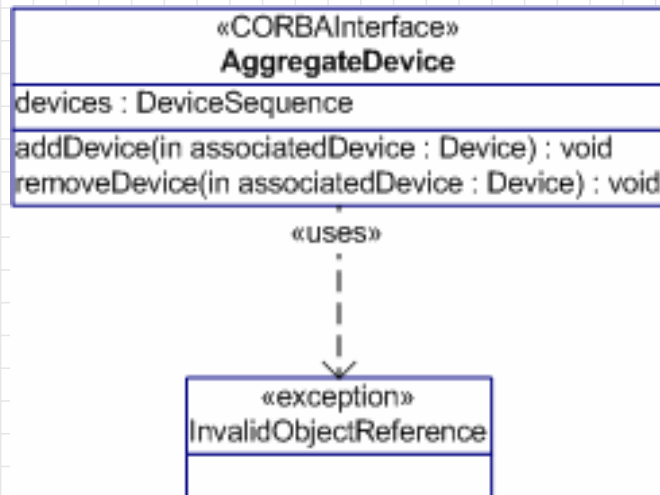 «CORBAInterface»
AggregateDevice
devices : DeviceSequence
addDevice(in associatedDevice : Device) : void
removeDevice(in associatedDevice : Device) : void
«uses»
«exception»
InvalidObjectReference